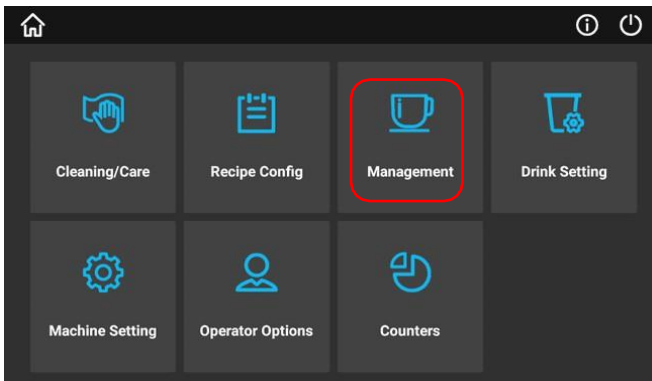 Cleaning/Care
Recipe Config
Management
Drink Setting
Machine Setting
Operator Options
Counters